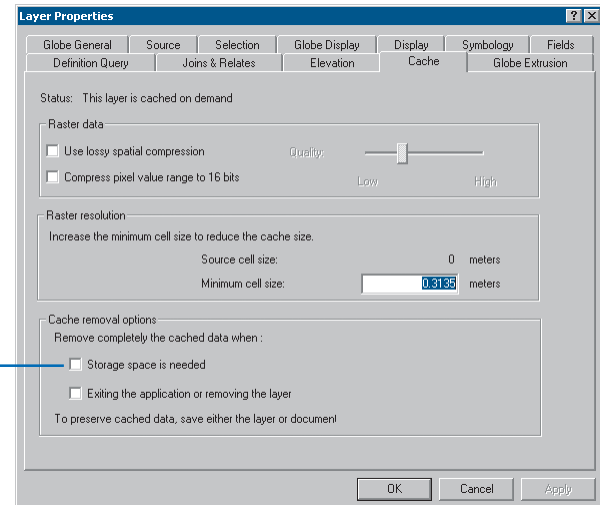 Layer Properties
Globe General Source Selection Globe Display Display Symbology Fields
Definition Query Joins & Relates Elevation Cache Globe Extrusion
Status: This layer is cached on demand
Raster data
Use lossy spatial compression Quality:
Compress pixel value range to 16 bits Low High
Raster resolution
Increase the minimum cell size to reduce the cache size.
Source cell size: 0 meters
Minimum cell size: 0.3135 meters
Cache removal options
Remove completely the cached data when :
Storage space is needed
Exiting the application or removing the layer
To preserve cached data, save either the layer or document
OK Cancel Apply